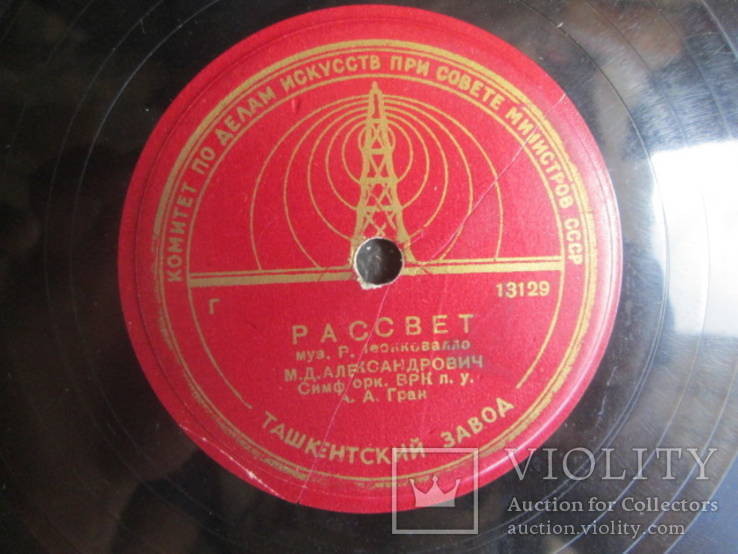 КОМИТЕТ ПО ДЕЛАМ ИСКУССТВ ПРИ СОВЕТЕ МИНИСТРОВ СССР
Г 13129
РАССВЕТ
муз. Р. Леонковалло
М.Д.АЛЕКСАНДРОВИЧ
Симф орк. ВРК п. у.
А. А. Гран
ТАШКЕНТСКИЙ ЗАВОД
VIOLITY
Auction for Collectors
auction.violity.com